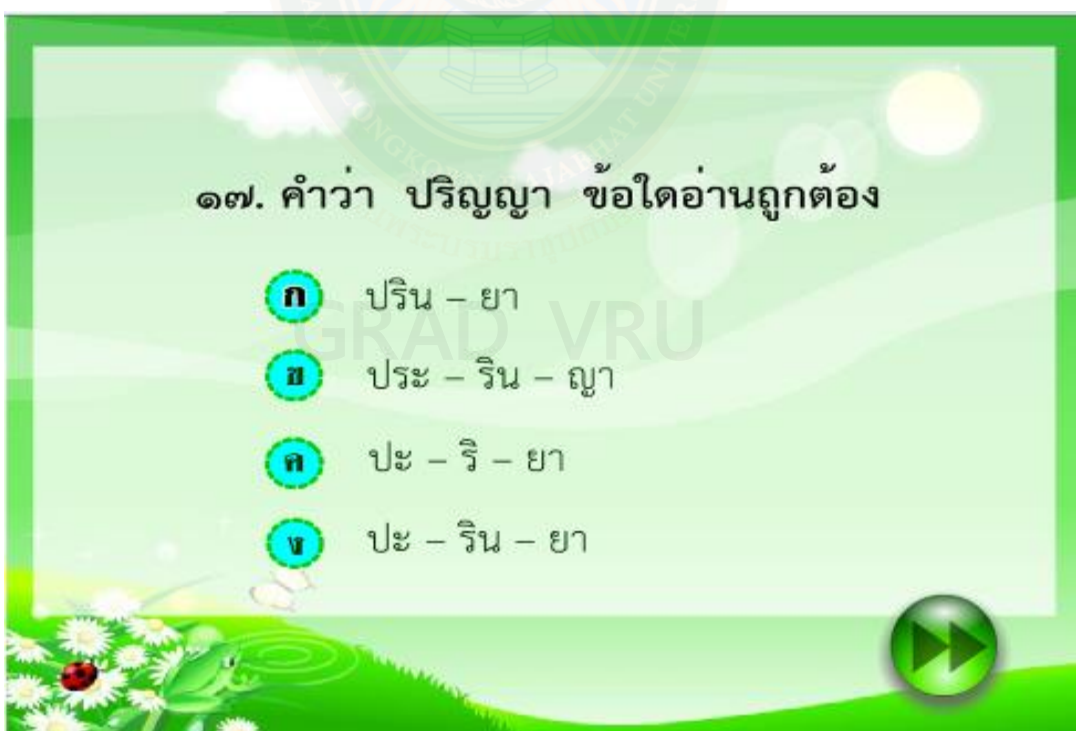 ๑๗. คำว่า ปริญญา ข้อใดอ่านถูกต้อง
ก ปริน – ยา
ข ประ – ริน – ญา
ค ปะ – ริ – ยา
ง ปะ – ริน – ยา
GRAD VRU